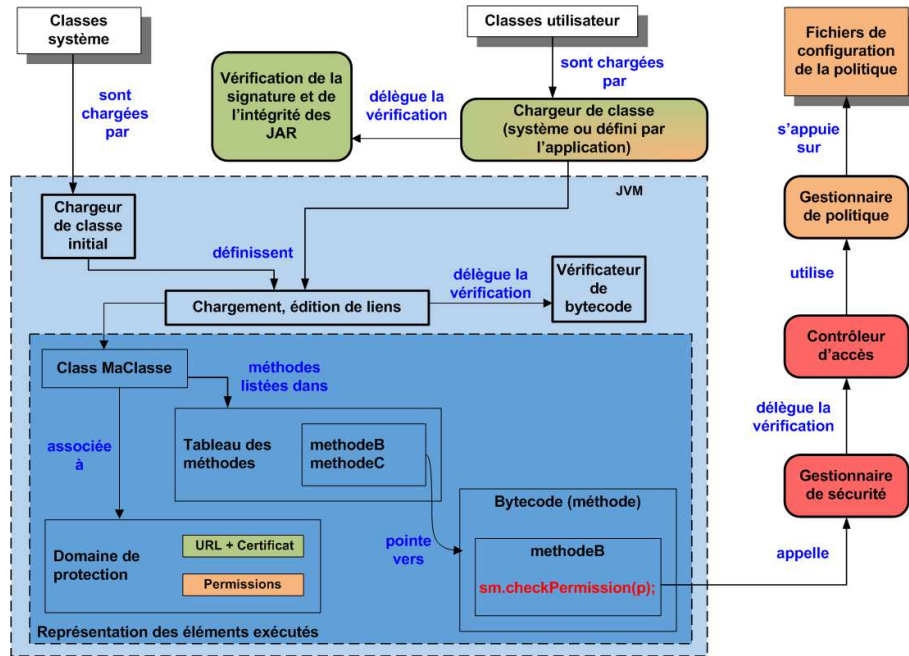 Classes
système
Classes utilisateur
Fichiers de
configuration
de la politique
sont
chargées
par
Vérification de la
signature et de
l'intégrité des
JAR
délègue la
vérification
sont chargées
par
Chargeur de classe
(système ou défini par
l'application)
s'appuie
sur
JVM
Chargeur
de classe
initial
définissent
Chargement, édition de liens
délègue la
vérification
Vérificateur
de
bytecode
Gestionnaire
de politique
utilise
Contrôleur
d'accès
délègue la
vérification
Gestionnaire
de sécurité
appelle
Class MaClasse
méthodes
listées dans
associée
à
Tableau des
méthodes
methodeB
methodeC
pointe
vers
Bytecode (méthode)
methodeB
sm.checkPermission(p);
Domaine de
protection
URL + Certificat
Permissions
Représentation des éléments exécutés